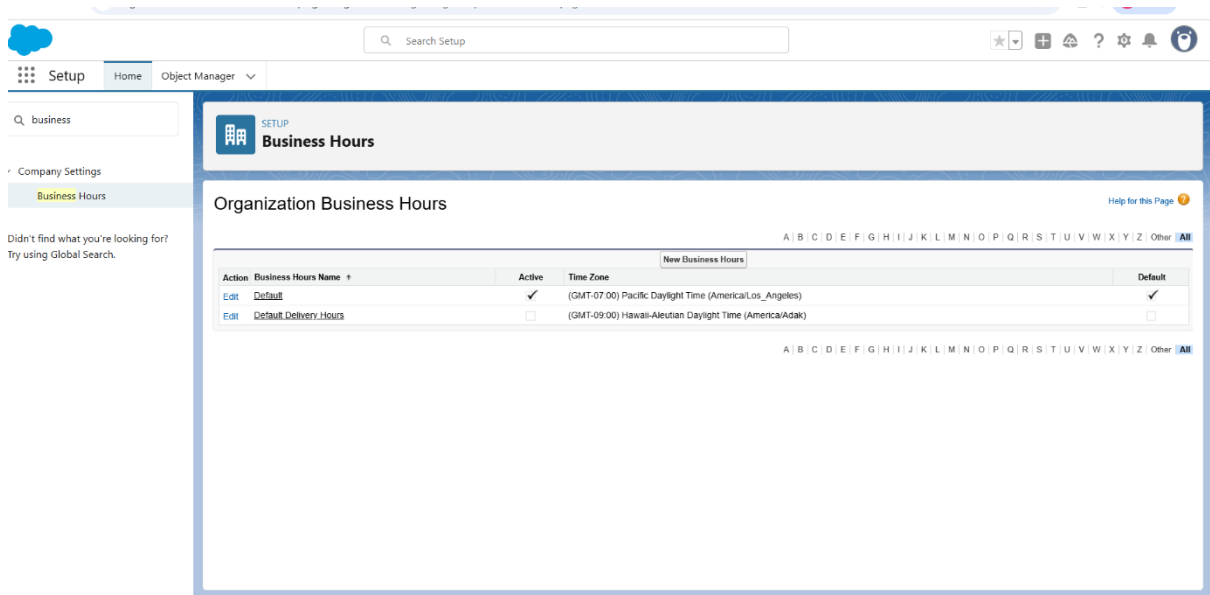 Search Setup
Setup Home Object Manager
business
SETUP
Business Hours
Company Settings
Business Hours
Didn't find what you're looking for?
Try using Global Search.
Organization Business Hours
Help for this Page ?
A | B | C | D | E | F | G | H | I | J | K | L | M | N | O | P | Q | R | S | T | U | V | W | X | Y | Z | Other | All
New Business Hours
Action Business Hours Name ↑ Active Time Zone Default
Edit Default ✓ (GMT-07:00) Pacific Daylight Time (America/Los_Angeles) ✓
Edit Default Delivery Hours (GMT-09:00) Hawaii-Aleutian Daylight Time (America/Adak)
A | B | C | D | E | F | G | H | I | J | K | L | M | N | O | P | Q | R | S | T | U | V | W | X | Y | Z | Other | All